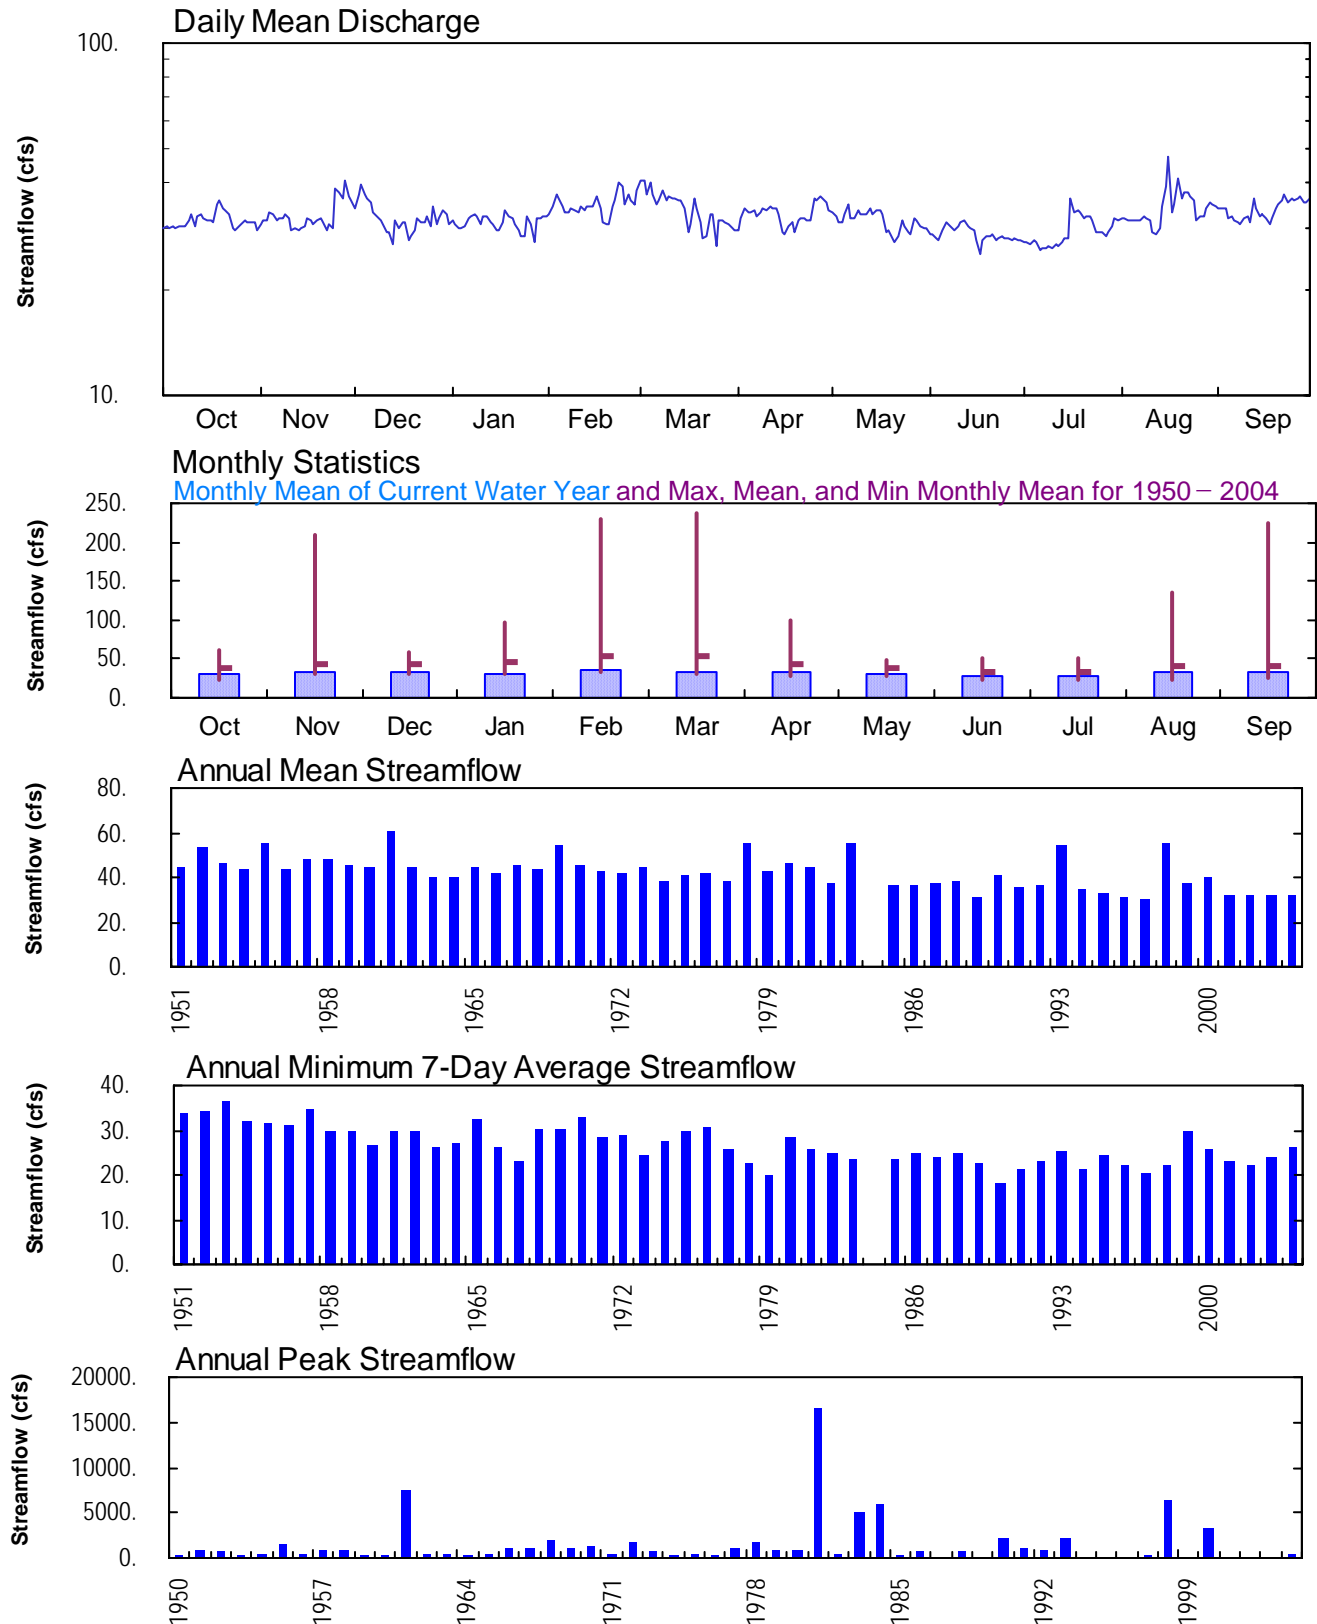 Daily Mean Discharge
Streamflow (cfs)
100.
10.
Oct Nov Dec Jan Feb Mar Apr May Jun Jul Aug Sep
Monthly Statistics
Monthly Mean of Current Water Year and Max, Mean, and Min Monthly Mean for 1950 – 2004
Streamflow (cfs)
250.
200.
150.
100.
50.
0.
Oct Nov Dec Jan Feb Mar Apr May Jun Jul Aug Sep
Annual Mean Streamflow
Streamflow (cfs)
80.
60.
40.
20.
0.
1951 1958 1965 1972 1979 1986 1993 2000
Annual Minimum 7-Day Average Streamflow
Streamflow (cfs)
40.
30.
20.
10.
0.
1951 1958 1965 1972 1979 1986 1993 2000
Annual Peak Streamflow
Streamflow (cfs)
20000.
15000.
10000.
5000.
0.
1950 1957 1964 1971 1978 1985 1992 1999